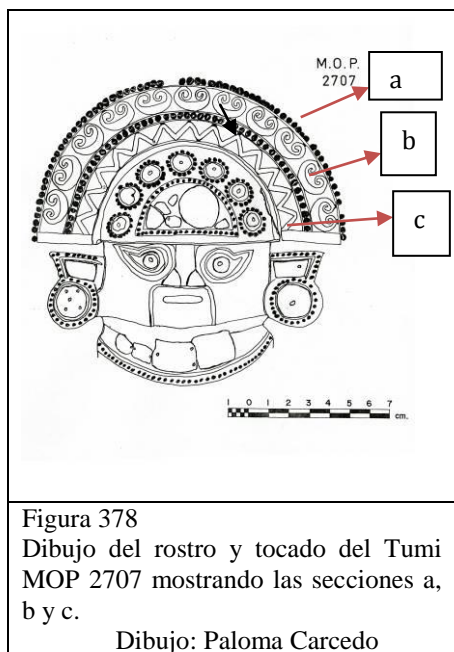 M.O.P.
2707
a
b
c
1 0 1 2 3 4 5 6 7
cm.
Figura 378
Dibujo del rostro y tocado del Tumi
MOP 2707 mostrando las secciones a,
b y c.
Dibujo: Paloma Carcedo